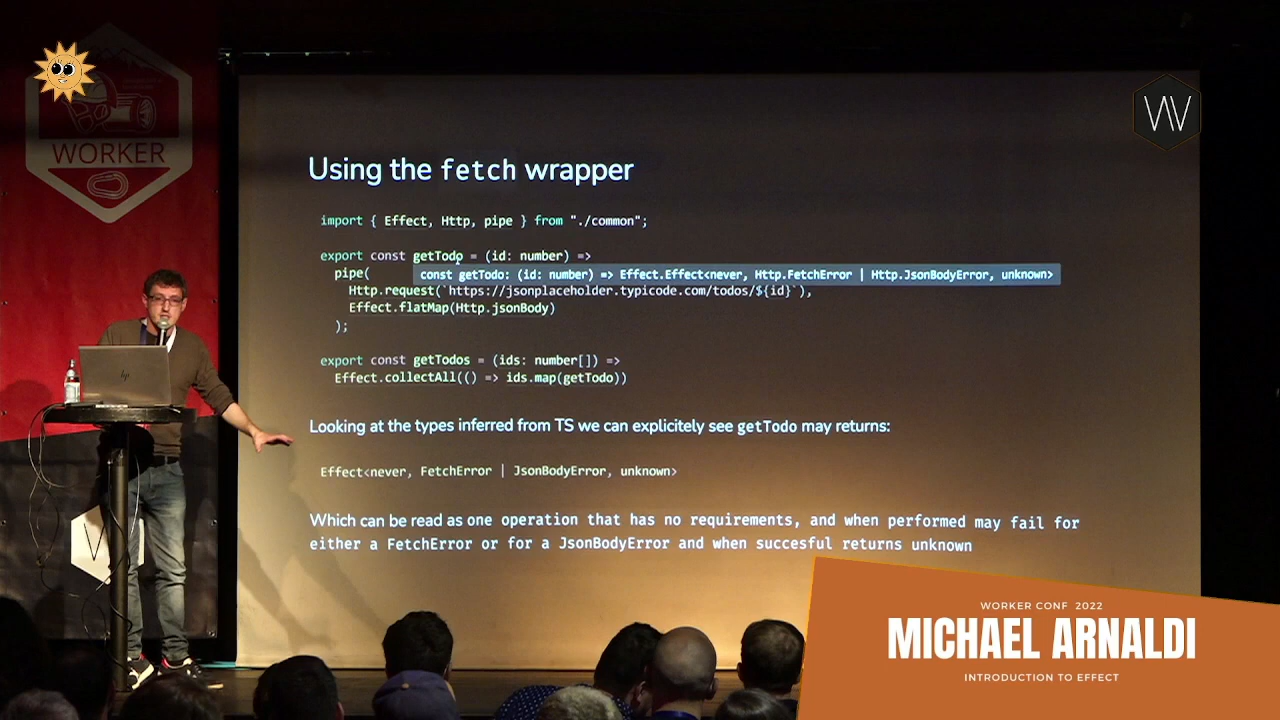 WORKER
W
Using the fetch wrapper
import { Effect, Http, pipe } from "./common";
export const getTodo = (id: number) =>
pipe(
const getTodo: (id: number) => Effect.Effect<never, Http.FetchError | Http.JsonBodyError, unknown>
Http.request(`https://jsonplaceholder.typicode.com/todos/${id}`),
Effect.flatMap(Http.jsonBody)
);
export const getTodos = (ids: number[]) =>
Effect.collectAll(() => ids.map(getTodo))
Looking at the types inferred from TS we can explicitely see getTodo may returns:
Effect<never, FetchError | JsonBodyError, unknown>
Which can be read as one operation that has no requirements, and when performed may fail for
either a FetchError or for a JsonBodyError and when succesful returns unknown
hp
WORKER CONF 2022
MICHAEL ARNALDI
INTRODUCTION TO EFFECT